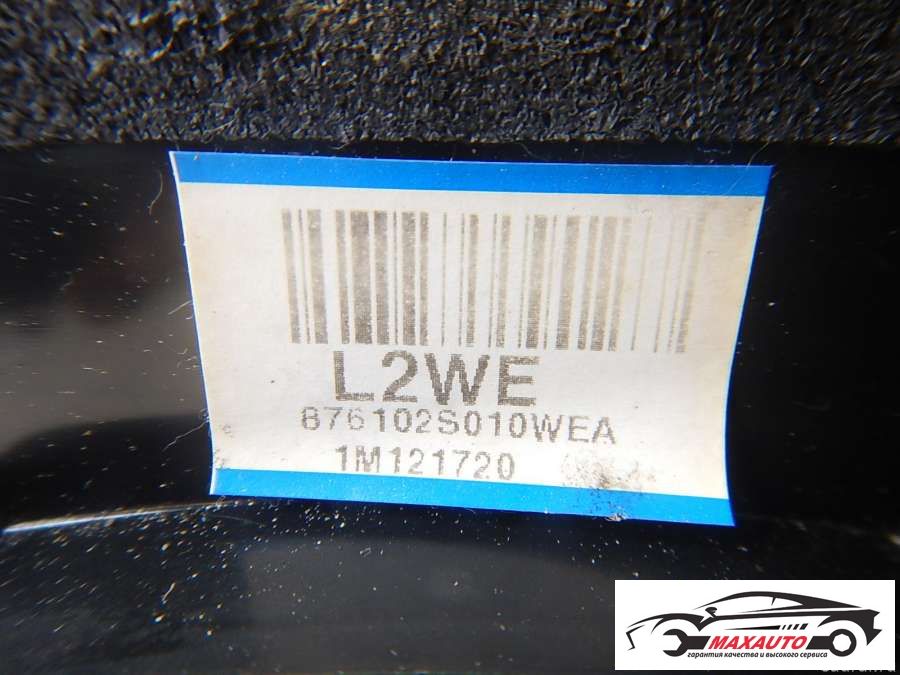 L2WE
876102S010WEA
1M121720
MAXAUTO
гарантия качества и высокого сервиса